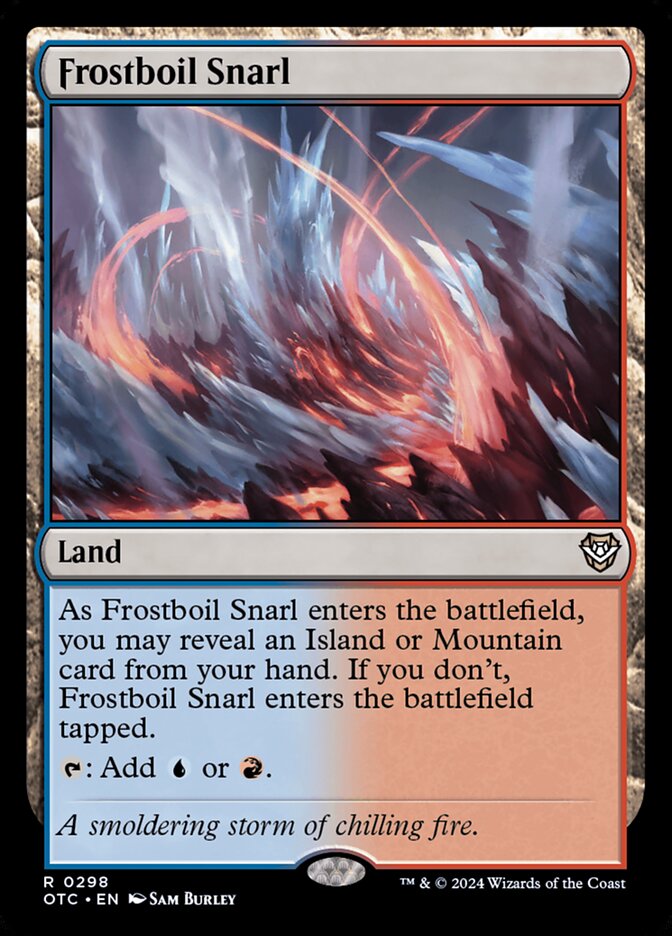 Frostboil Snarl
Land
As Frostboil Snarl enters the battlefield,
you may reveal an Island or Mountain
card from your hand. If you don't,
Frostboil Snarl enters the battlefield
tapped.
: Add or .
A smoldering storm of chilling fire.
R 0298
OTC • EN Sam Burley
™ & © 2024 Wizards of the Coast